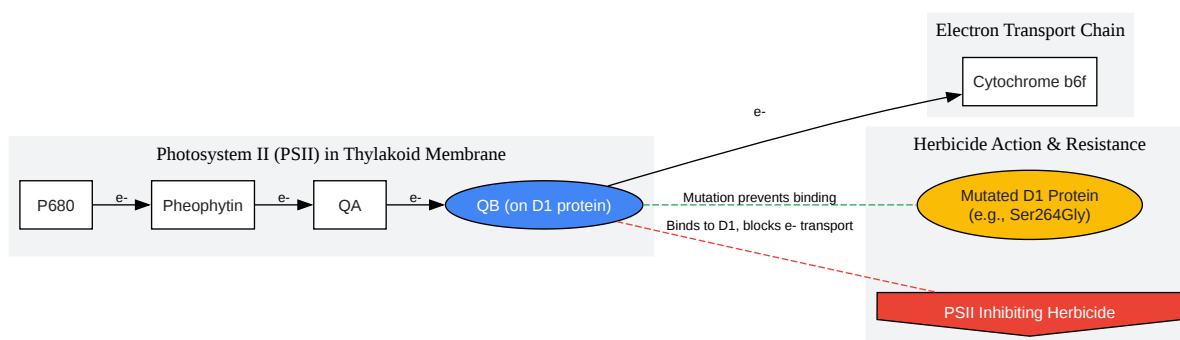 Electron Transport Chain
Cytochrome b6f
e-
Photosystem II (PSII) in Thylakoid Membrane
P680
e-
Pheophytin
e-
QA
e-
QB (on D1 protein)
Herbicide Action & Resistance
Mutation prevents binding
Mutated D1 Protein
(e.g., Ser264Gly)
Binds to D1, blocks e- transport
PSII Inhibiting Herbicide